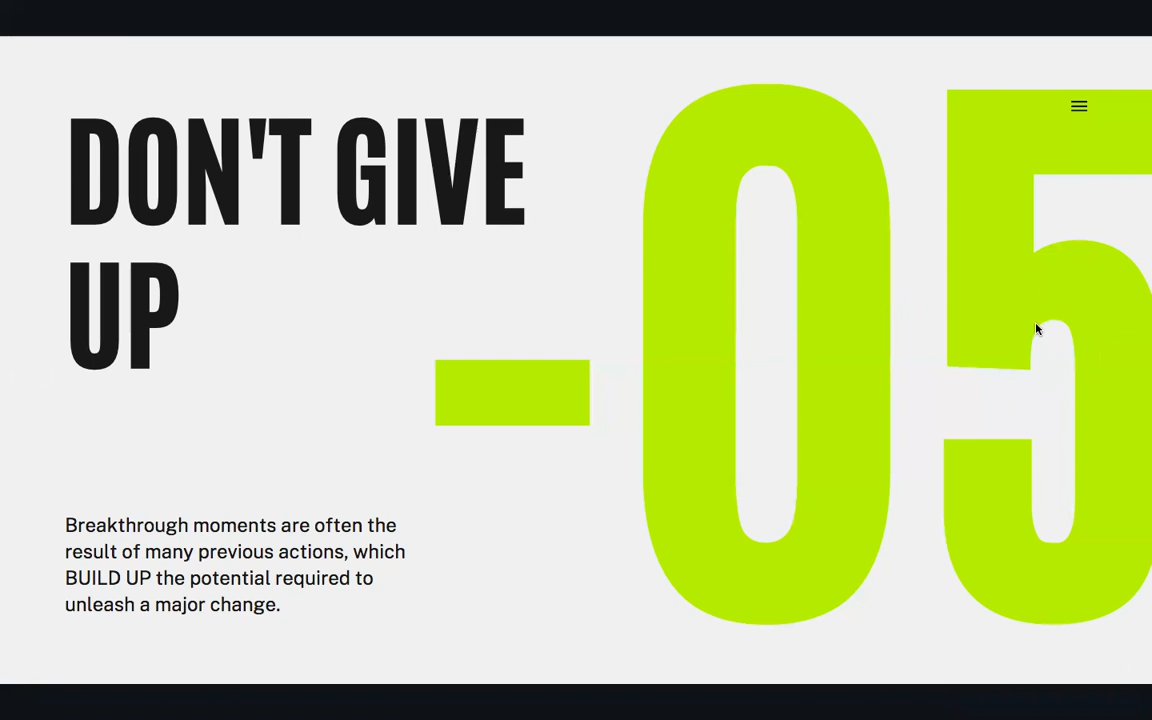 DON'T GIVE
UP
-05
Breakthrough moments are often the
result of many previous actions, which
BUILD UP the potential required to
unleash a major change.